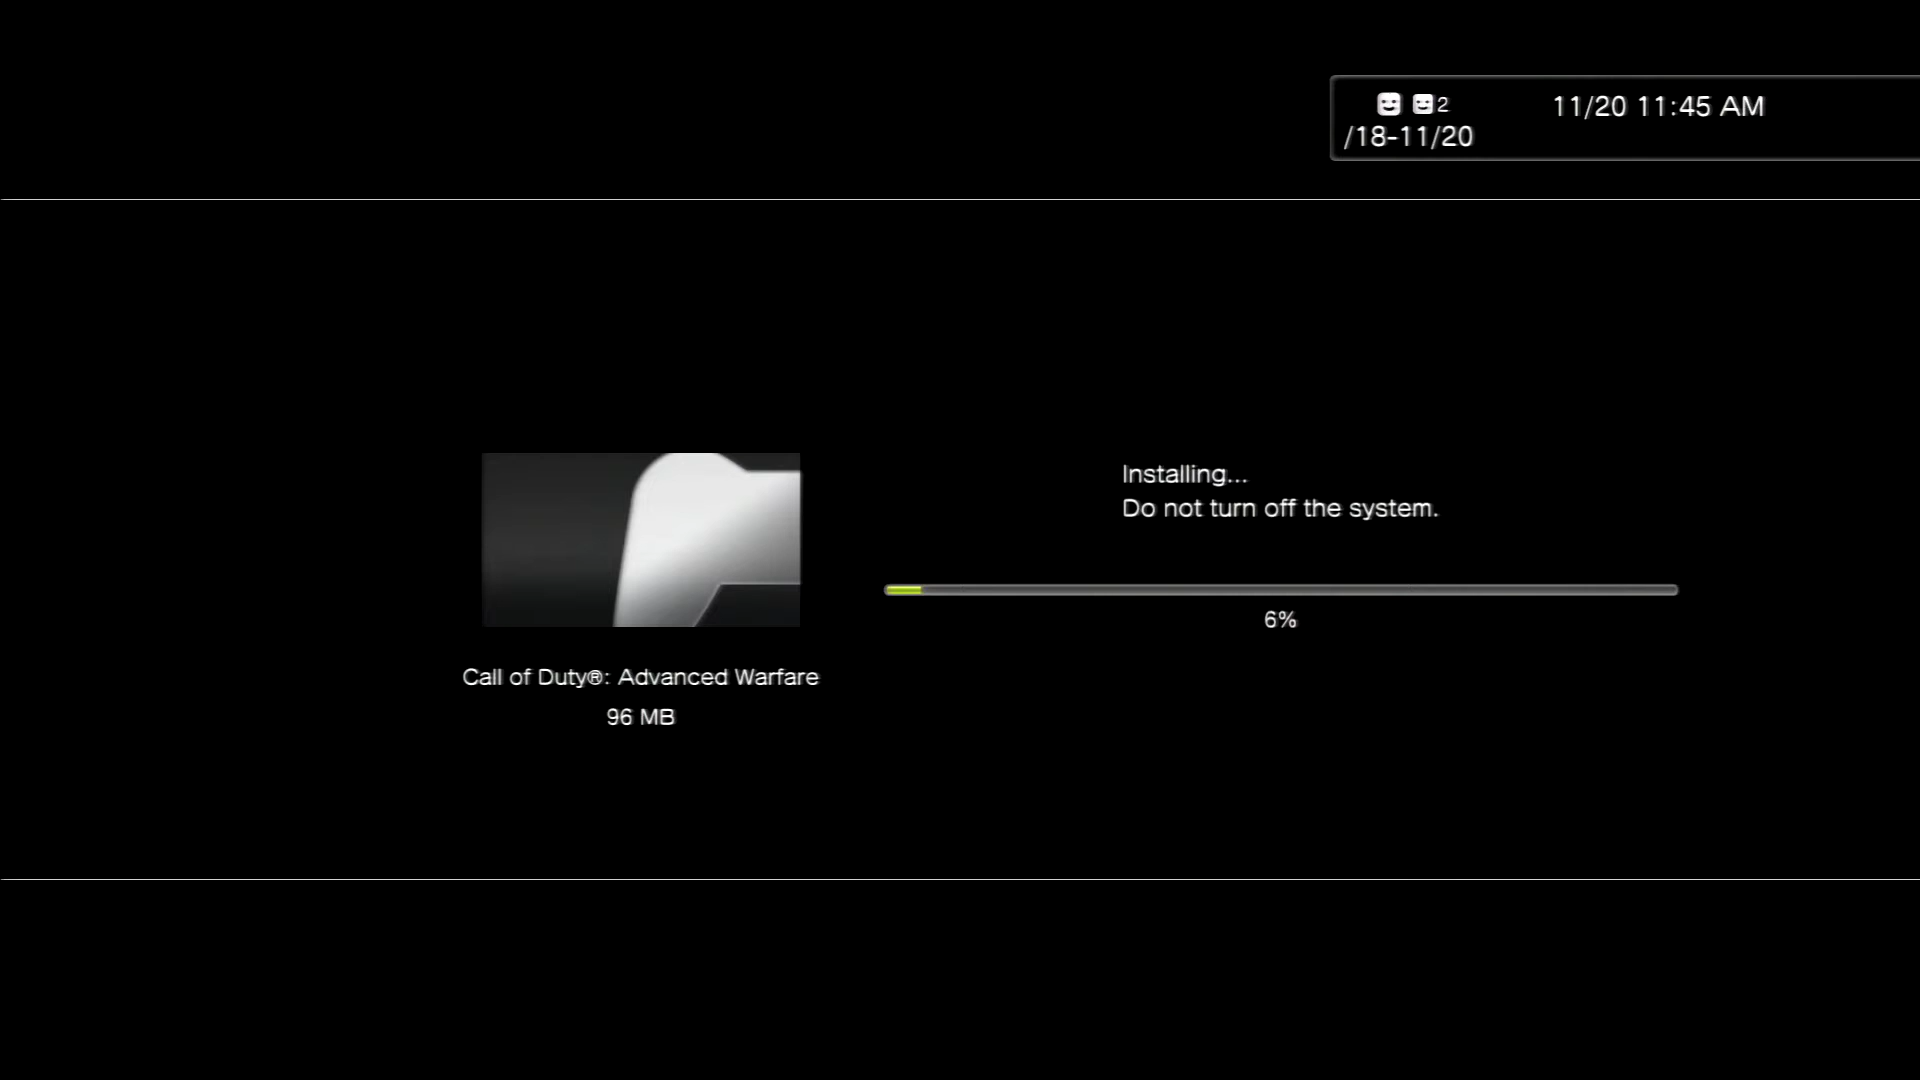 2
11/20 11:45 AM
/18-11/20
Installing...
Do not turn off the system.
6%
Call of Duty®: Advanced Warfare
96 MB